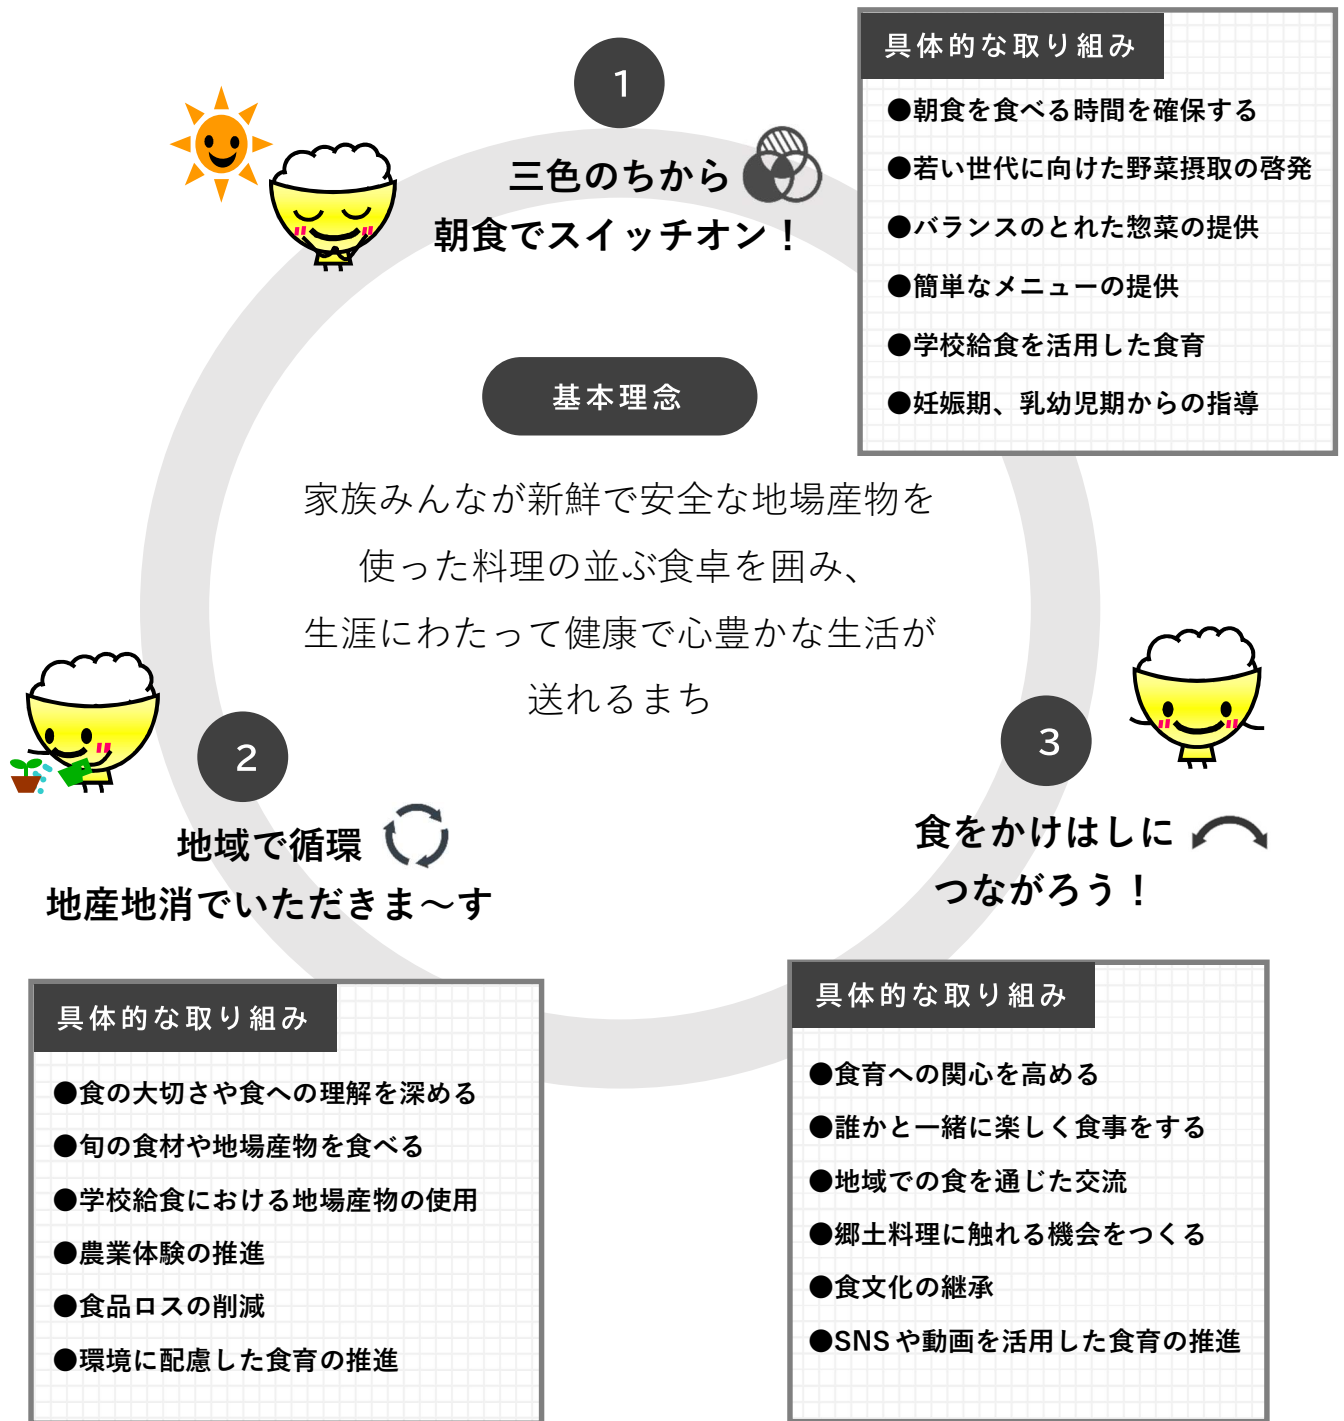 1
三色のちから
朝食でスイッチオン！
具体的な取り組み
●朝食を食べる時間を確保する
●若い世代に向けた野菜摂取の啓発
●バランスのとれた惣菜の提供
●簡単なメニューの提供
●学校給食を活用した食育
●妊娠期、乳幼児期からの指導
基本理念
家族みんなが新鮮で安全な地場産物を
使った料理の並ぶ食卓を囲み、
生涯にわたって健康で心豊かな生活が
送れるまち
2
地域で循環
地産地消でいただきま～す
具体的な取り組み
●食の大切さや食への理解を深める
●旬の食材や地場産物を食べる
●学校給食における地場産物の使用
●農業体験の推進
●食品ロスの削減
●環境に配慮した食育の推進
3
食をかけはしに
つながろう！
具体的な取り組み
●食育への関心を高める
●誰かと一緒に楽しく食事をする
●地域での食を通じた交流
●郷土料理に触れる機会をつくる
●食文化の継承
●SNSや動画を活用した食育の推進